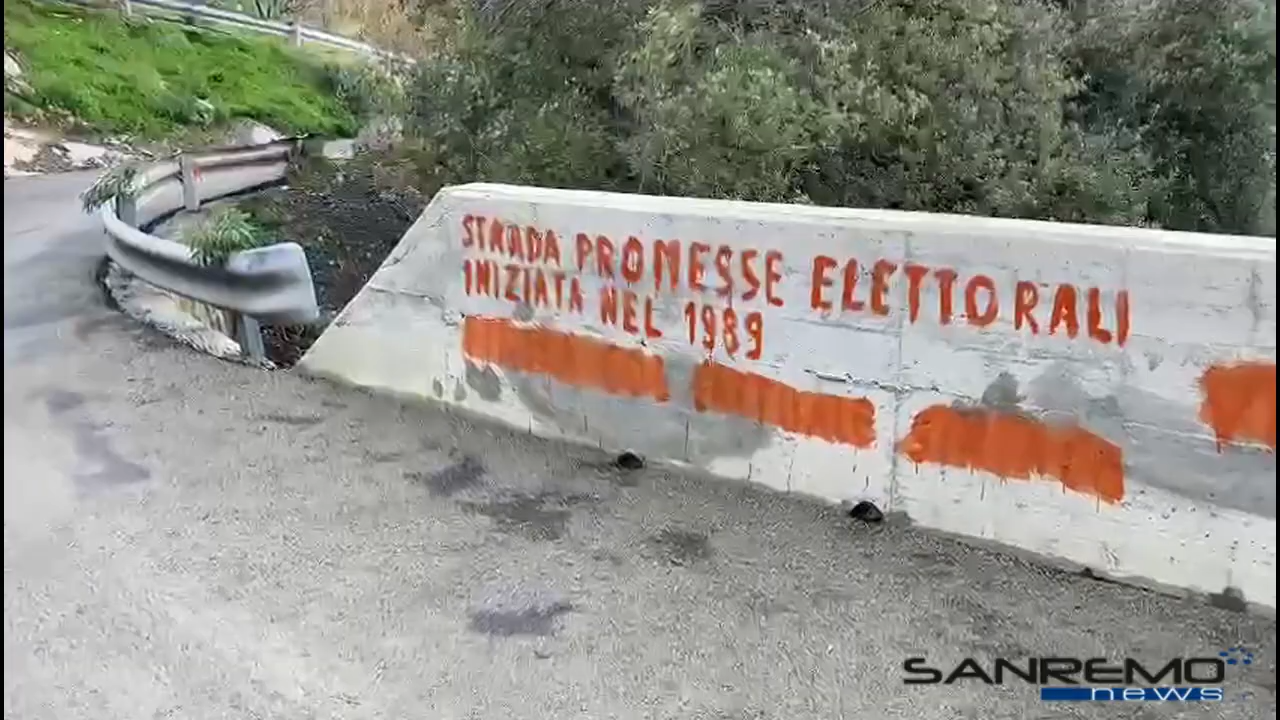 STRADA PROMESSE ELETTORALI
INIZIATA NEL 1989
SANREMO
news